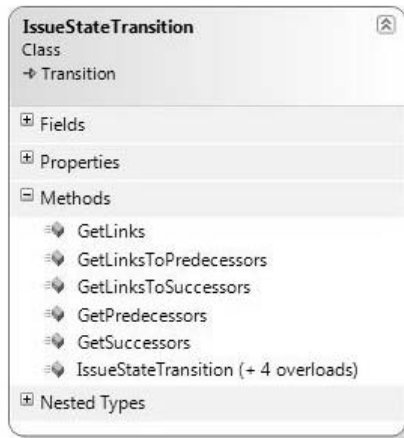 IssueStateTransition
Class
Transition
Fields
Properties
Methods
GetLinks
GetLinksToPredecessors
GetLinksToSuccessors
GetPredecessors
GetSuccessors
IssueStateTransition (+ 4 overloads)
Nested Types